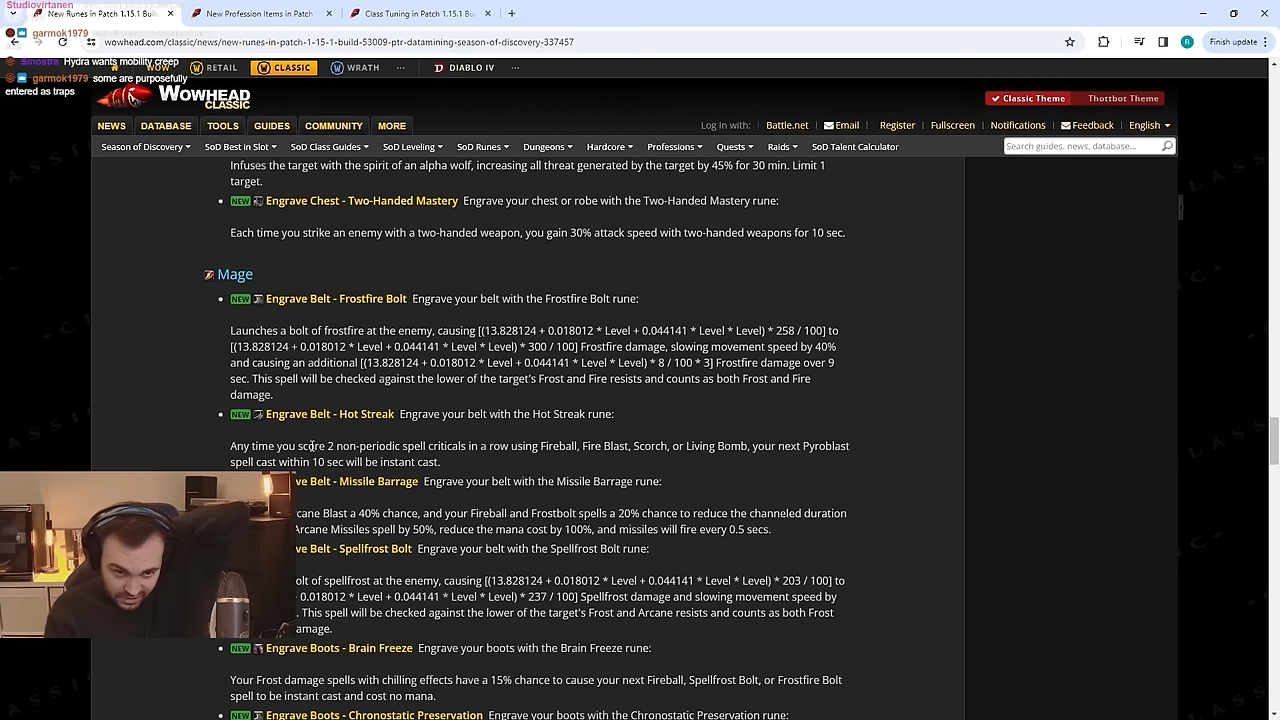 Studiovirtanen
New Runes in Patch 1.15.1 Buil
New Profession Items in Patch
Class Tuning in Patch 1.15.1 Bui
garmok1979
wowhead.com/classic/news/new-runes-in-patch-1-15-1-build-53009-ptr-datamining-season-of-discovery-337457
Finish update
Sinostra Hydra wants mobility creep
garmok1979 some are purposefully
entered as traps
WOW
RETAIL
CLASSIC
WRATH
DIABLO IV
WOWHEAD
CLASSIC
Classic Theme
Thottbot Theme
NEWS
DATABASE
TOOLS
GUIDES
COMMUNITY
MORE
Log In with:
Battle.net
Email
Register
Fullscreen
Notifications
Feedback
English
Season of Discovery
SoD Best in Slot
SoD Class Guides
SoD Leveling
SoD Runes
Dungeons
Hardcore
Professions
Quests
Raids
SoD Talent Calculator
Search guides, news, database...
Infuses the target with the spirit of an alpha wolf, increasing all threat generated by the target by 45% for 30 min. Limit 1
target.
NEW Engrave Chest - Two-Handed Mastery Engrave your chest or robe with the Two-Handed Mastery rune:
Each time you strike an enemy with a two-handed weapon, you gain 30% attack speed with two-handed weapons for 10 sec.
Mage
NEW Engrave Belt - Frostfire Bolt Engrave your belt with the Frostfire Bolt rune:
Launches a bolt of frostfire at the enemy, causing [(13.828124 + 0.018012 * Level + 0.044141 * Level * Level) * 258 / 100] to
[(13.828124 + 0.018012 * Level + 0.044141 * Level * Level) * 300 / 100] Frostfire damage, slowing movement speed by 40%
and causing an additional [(13.828124 + 0.018012 * Level + 0.044141 * Level * Level) * 8 / 100 * 3] Frostfire damage over 9
sec. This spell will be checked against the lower of the target's Frost and Fire resists and counts as both Frost and Fire
damage.
NEW Engrave Belt - Hot Streak Engrave your belt with the Hot Streak rune:
Any time you score 2 non-periodic spell criticals in a row using Fireball, Fire Blast, Scorch, or Living Bomb, your next Pyroblast
spell cast within 10 sec will be instant cast.
ve Belt - Missile Barrage Engrave your belt with the Missile Barrage rune:
cane Blast a 40% chance, and your Fireball and Frostbolt spells a 20% chance to reduce the channeled duration
Arcane Missiles spell by 50%, reduce the mana cost by 100%, and missiles will fire every 0.5 secs.
ve Belt - Spellfrost Bolt Engrave your belt with the Spellfrost Bolt rune:
olt of spellfrost at the enemy, causing [(13.828124 + 0.018012 * Level + 0.044141 * Level * Level) * 203 / 100] to
+ 0.018012 * Level + 0.044141 * Level * Level) * 237 / 100] Spellfrost damage and slowing movement speed by
. This spell will be checked against the lower of the target's Frost and Arcane resists and counts as both Frost
amage.
NEW Engrave Boots - Brain Freeze Engrave your boots with the Brain Freeze rune:
Your Frost damage spells with chilling effects have a 15% chance to cause your next Fireball, Spellfrost Bolt, or Frostfire Bolt
spell to be instant cast and cost no mana.
NEW Engrave Boots - Chronostatic Preservation Engrave your boots with the Chronostatic Preservation rune: